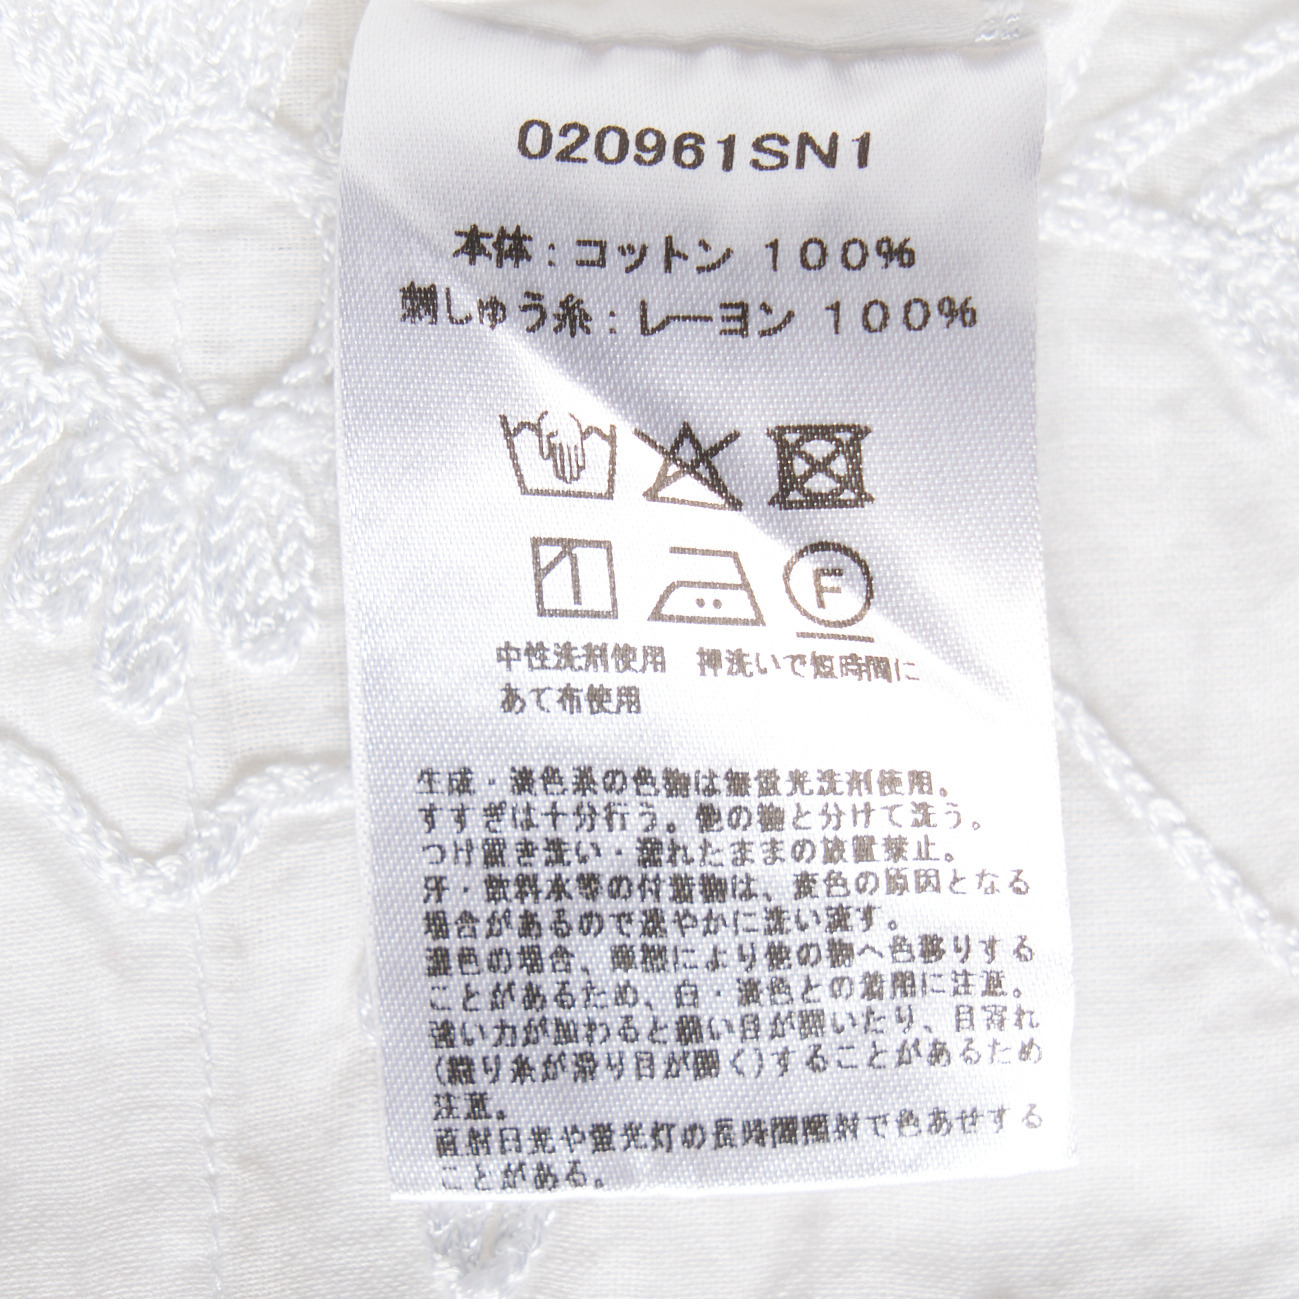 020961SN1
本体：コットン 100%
刺しゅう糸：レーヨン 100%
1
F
中性洗剤使用 押洗いで短時間に
あて布使用
生成・淡色系の色物は無蛍光洗剤使用。
すすぎは十分行う。他の物と分けて洗う。
つけ置き洗い・濡れたままの放置禁止。
汗・飲料水等の付着物は、変色の原因となる
場合があるので速やかに洗い流す。
濃色の場合、摩擦により他の物へ色移りする
ことがあるため、白・淡色との着用に注意。
強い力が加わると縫い目が開いたり、目寄れ
(織り糸が滑り目が開く)することがあるため
注意。
直射日光や蛍光灯の長時間照射で色あせする
ことがある。